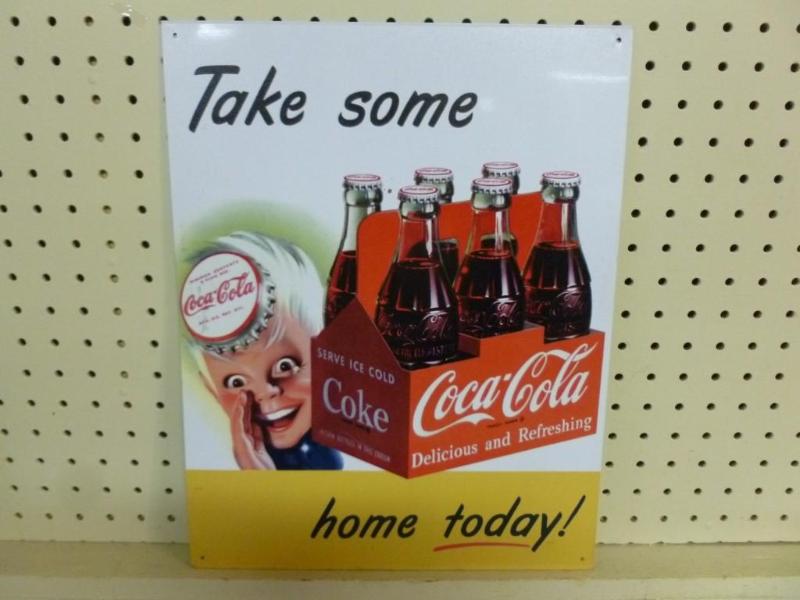 Take some
Coca-Cola
SERVE ICE COLD
Coke
Coca-Cola
Delicious and Refreshing
home today!